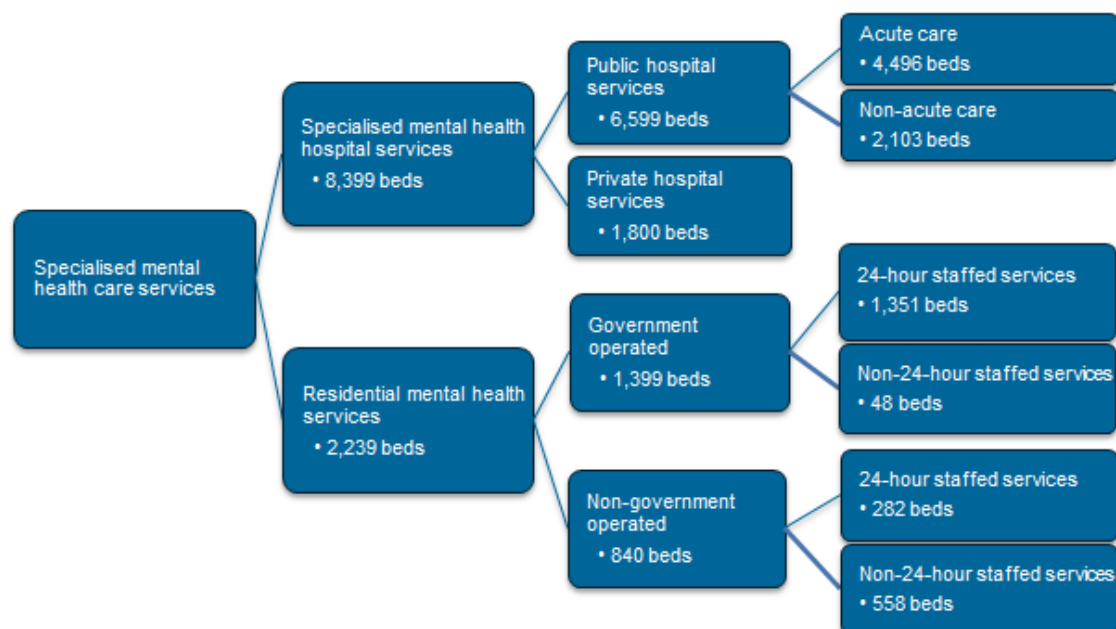 Specialised mental
health care services
Specialised mental health
hospital services
• 8,399 beds
Residential mental health
services
• 2,239 beds
Public hospital
services
• 6,599 beds
Private hospital
services
• 1,800 beds
Government
operated
• 1,399 beds
Non-government
operated
• 840 beds
Acute care
• 4,496 beds
Non-acute care
• 2,103 beds
24-hour staffed services
• 1,351 beds
Non-24-hour staffed services
• 48 beds
24-hour staffed services
• 282 beds
Non-24-hour staffed services
• 558 beds